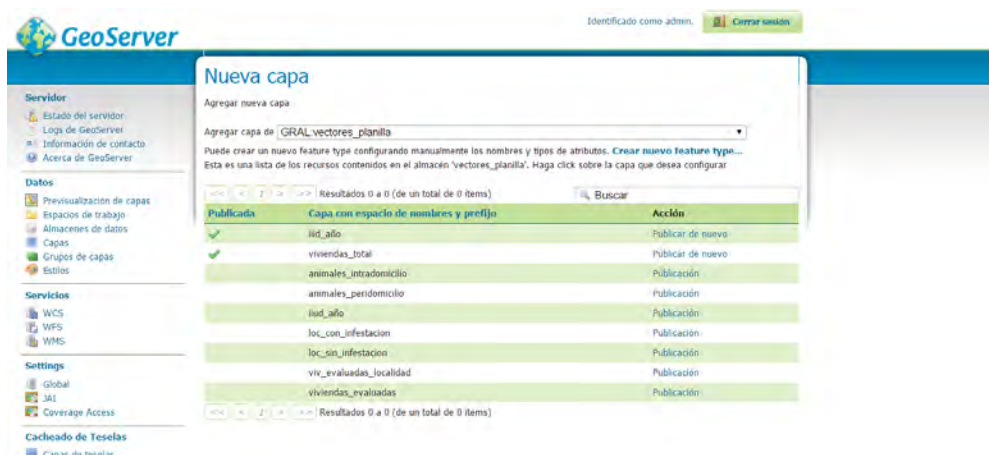 GeoServer
Identificado como admin.
Cerrar sesión
Servidor
Estado del servidor
Logs de GeoServer
Información de contacto
Acerca de GeoServer
Datos
Previsualización de capas
Espacios de trabajo
Almacenes de datos
Capas
Grupos de capas
Estilos
Servicios
WCS
WFS
WMS
Settings
Global
JAI
Coverage Access
Cacheado de Teselas
Capas de teselas
Nueva capa
Agregar nueva capa
Agregar capa de GRAL:vectores_planilla
Puede crear un nuevo feature type configurando manualmente los nombres y tipos de atributos. Crear nuevo feature type...
Esta es una lista de los recursos contenidos en el almacén 'vectores_planilla'. Haga click sobre la capa que desea configurar
<< < 1 > >> Resultados 0 a 0 (de un total de 0 ítems)
Buscar
Publicada Capa con espacio de nombres y prefijo Acción
iiid_año Publicar de nuevo
viviendas_total Publicar de nuevo
animales_intradomicilio Publicación
animales_peridomicilio Publicación
iiud_año Publicación
loc_con_infestacion Publicación
loc_sin_infestacion Publicación
viv_evaluadas_localidad Publicación
viviendas_evaluadas Publicación
<< < 1 > >> Resultados 0 a 0 (de un total de 0 ítems)